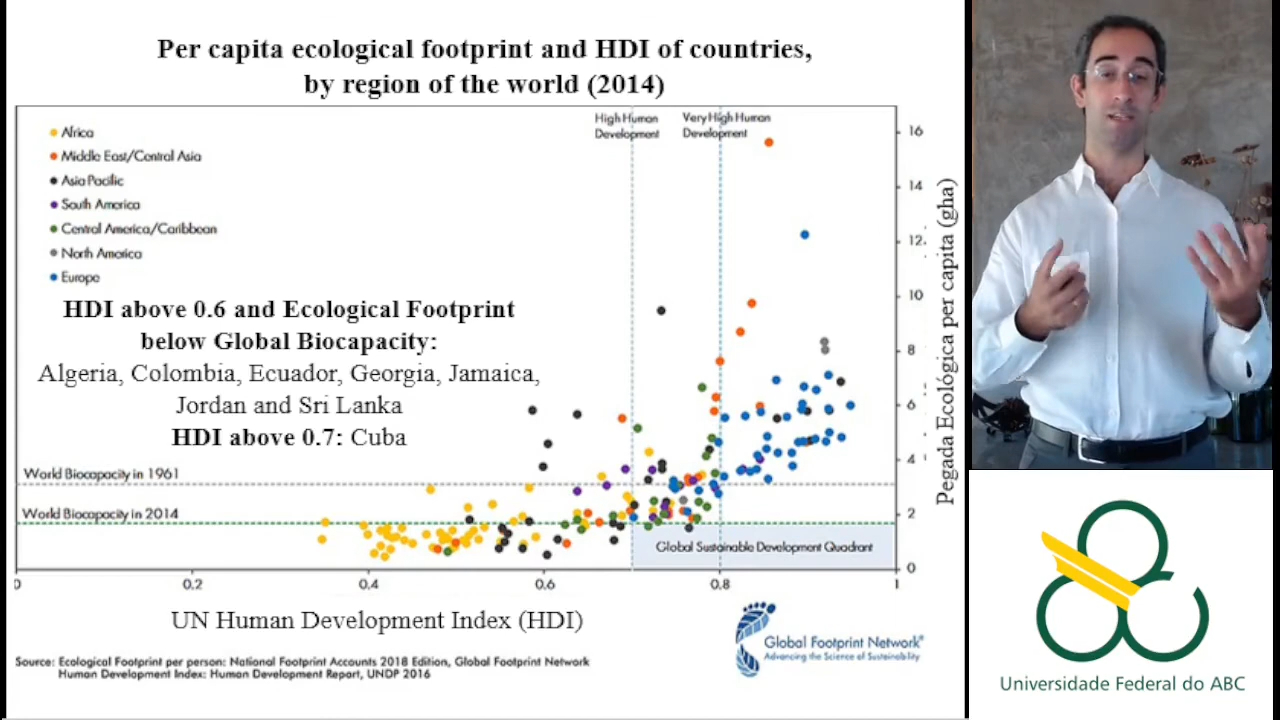 Per capita ecological footprint and HDI of countries,
by region of the world (2014)
High Human
Development
Very High Human
Development
Africa
Middle East/Central Asia
Asia Pacific
South America
Central America/Caribbean
North America
Europe
HDI above 0.6 and Ecological Footprint
below Global Biocapacity:
Algeria, Colombia, Ecuador, Georgia, Jamaica,
Jordan and Sri Lanka
HDI above 0.7: Cuba
World Biocapacity in 1961
World Biocapacity in 2014
Global Sustainable Development Quadrant
16
14
12
10
8
6
4
2
0
Pegada Ecológica per capita (gha)
0 0.2 0.4 0.6 0.8 1
UN Human Development Index (HDI)
Global Footprint Network®
Advancing the Science of Sustainability
Source: Ecological Footprint per person: National Footprint Accounts 2018 Edition, Global Footprint Network
Human Development Index: Human Development Report, UNDP 2016
Universidade Federal do ABC